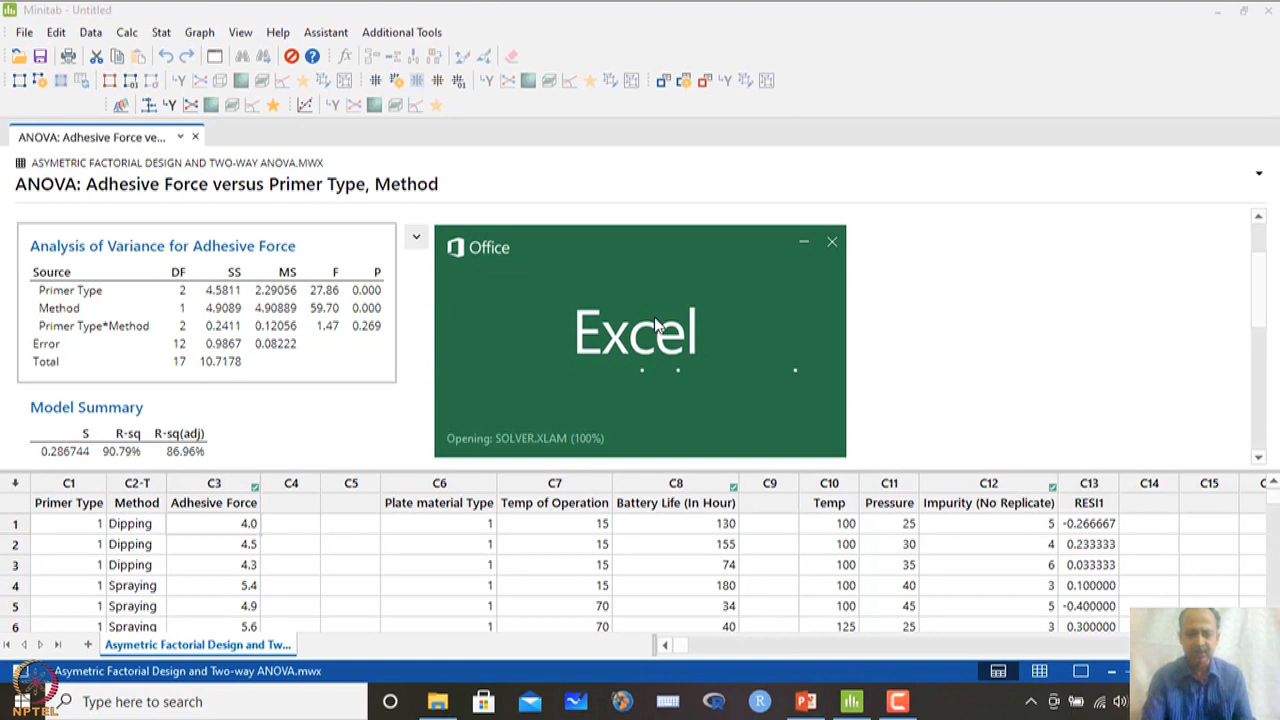 Minitab - Untitled
File Edit Data Calc Stat Graph View Help Assistant Additional Tools
ANOVA: Adhesive Force ve...
ASYMETRIC FACTORIAL DESIGN AND TWO-WAY ANOVA.MWX
ANOVA: Adhesive Force versus Primer Type, Method
Analysis of Variance for Adhesive Force
Source DF SS MS F P
Primer Type 2 4.5811 2.29056 27.86 0.000
Method 1 4.9089 4.90889 59.70 0.000
Primer Type*Method 2 0.2411 0.12056 1.47 0.269
Error 12 0.9867 0.08222
Total 17 10.7178
Model Summary
S R-sq R-sq(adj)
0.286744 90.79% 86.96%
Office
Excel
Opening: SOLVER.XLAM (100%)
C1 C2-T C3 C4 C5 C6 C7 C8 C9 C10 C11 C12 C13 C14 C15
Primer Type Method Adhesive Force Plate material Type Temp of Operation Battery Life (In Hour) Temp Pressure Impurity (No Replicate) RESI1
1 1 Dipping 4.0 1 15 130 100 25 5 -0.266667
2 1 Dipping 4.5 1 15 155 100 30 4 0.233333
3 1 Dipping 4.3 1 15 74 100 35 6 0.033333
4 1 Spraying 5.4 1 15 180 100 40 3 0.100000
5 1 Spraying 4.9 1 70 34 100 45 5 -0.400000
6 1 Spraying 5.6 1 70 40 125 25 3 0.300000
Asymetric Factorial Design and Tw...
Asymetric Factorial Design and Two-way ANOVA.mwx
Type here to search
NPTEL